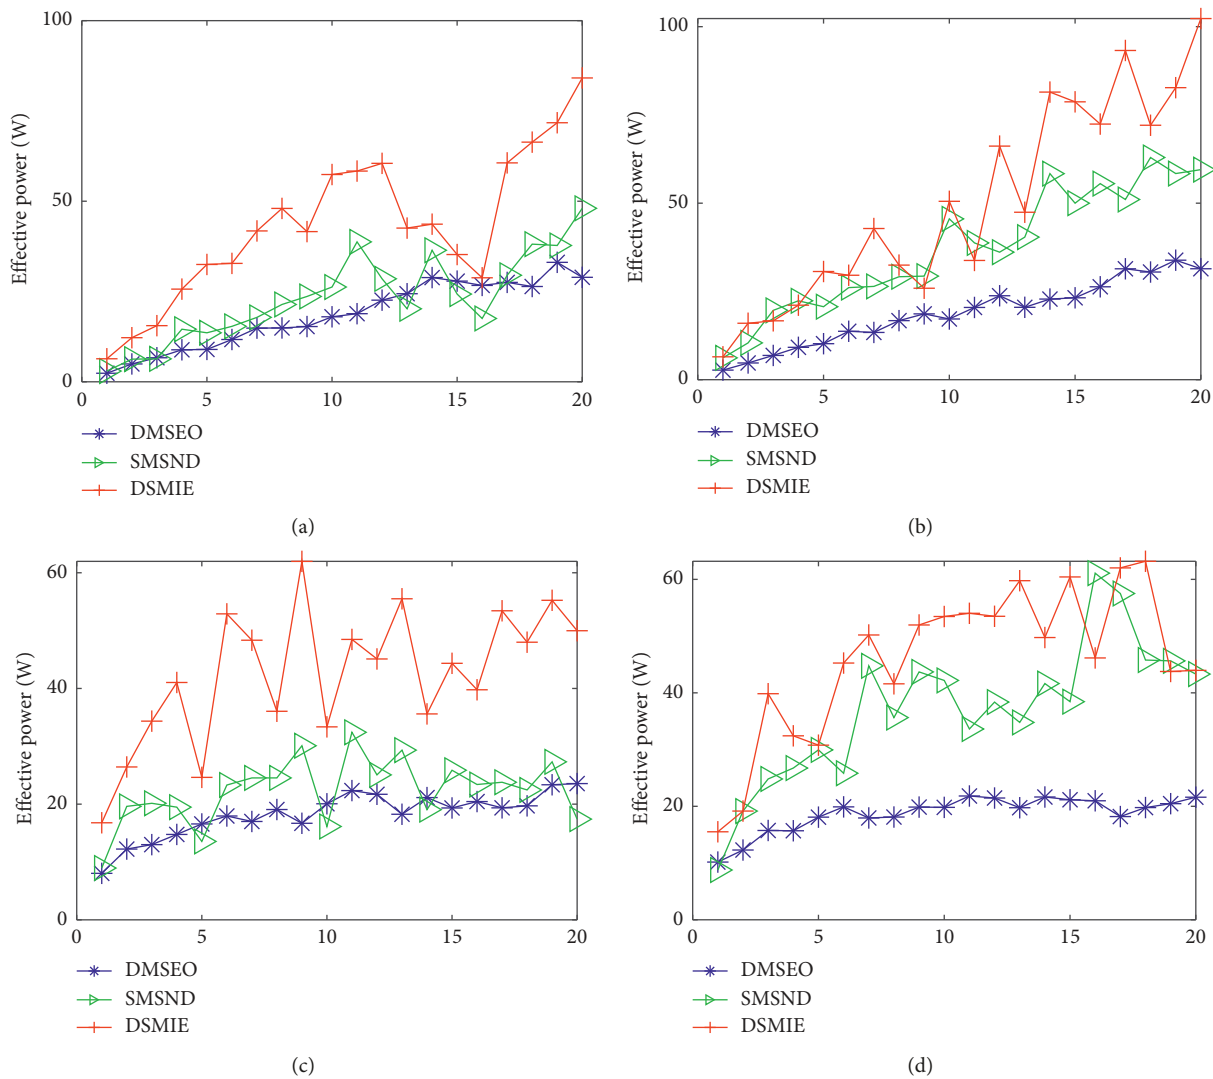 100
50
0
Effective power (W)
0 5 10 15 20
DMSEO
SMSND
DSMIE
(a)
100
50
0
Effective power (W)
0 5 10 15 20
DMSEO
SMSND
DSMIE
(b)
60
40
20
0
Effective power (W)
0 5 10 15 20
DMSEO
SMSND
DSMIE
(c)
60
40
20
0
Effective power (W)
0 5 10 15 20
DMSEO
SMSND
DSMIE
(d)